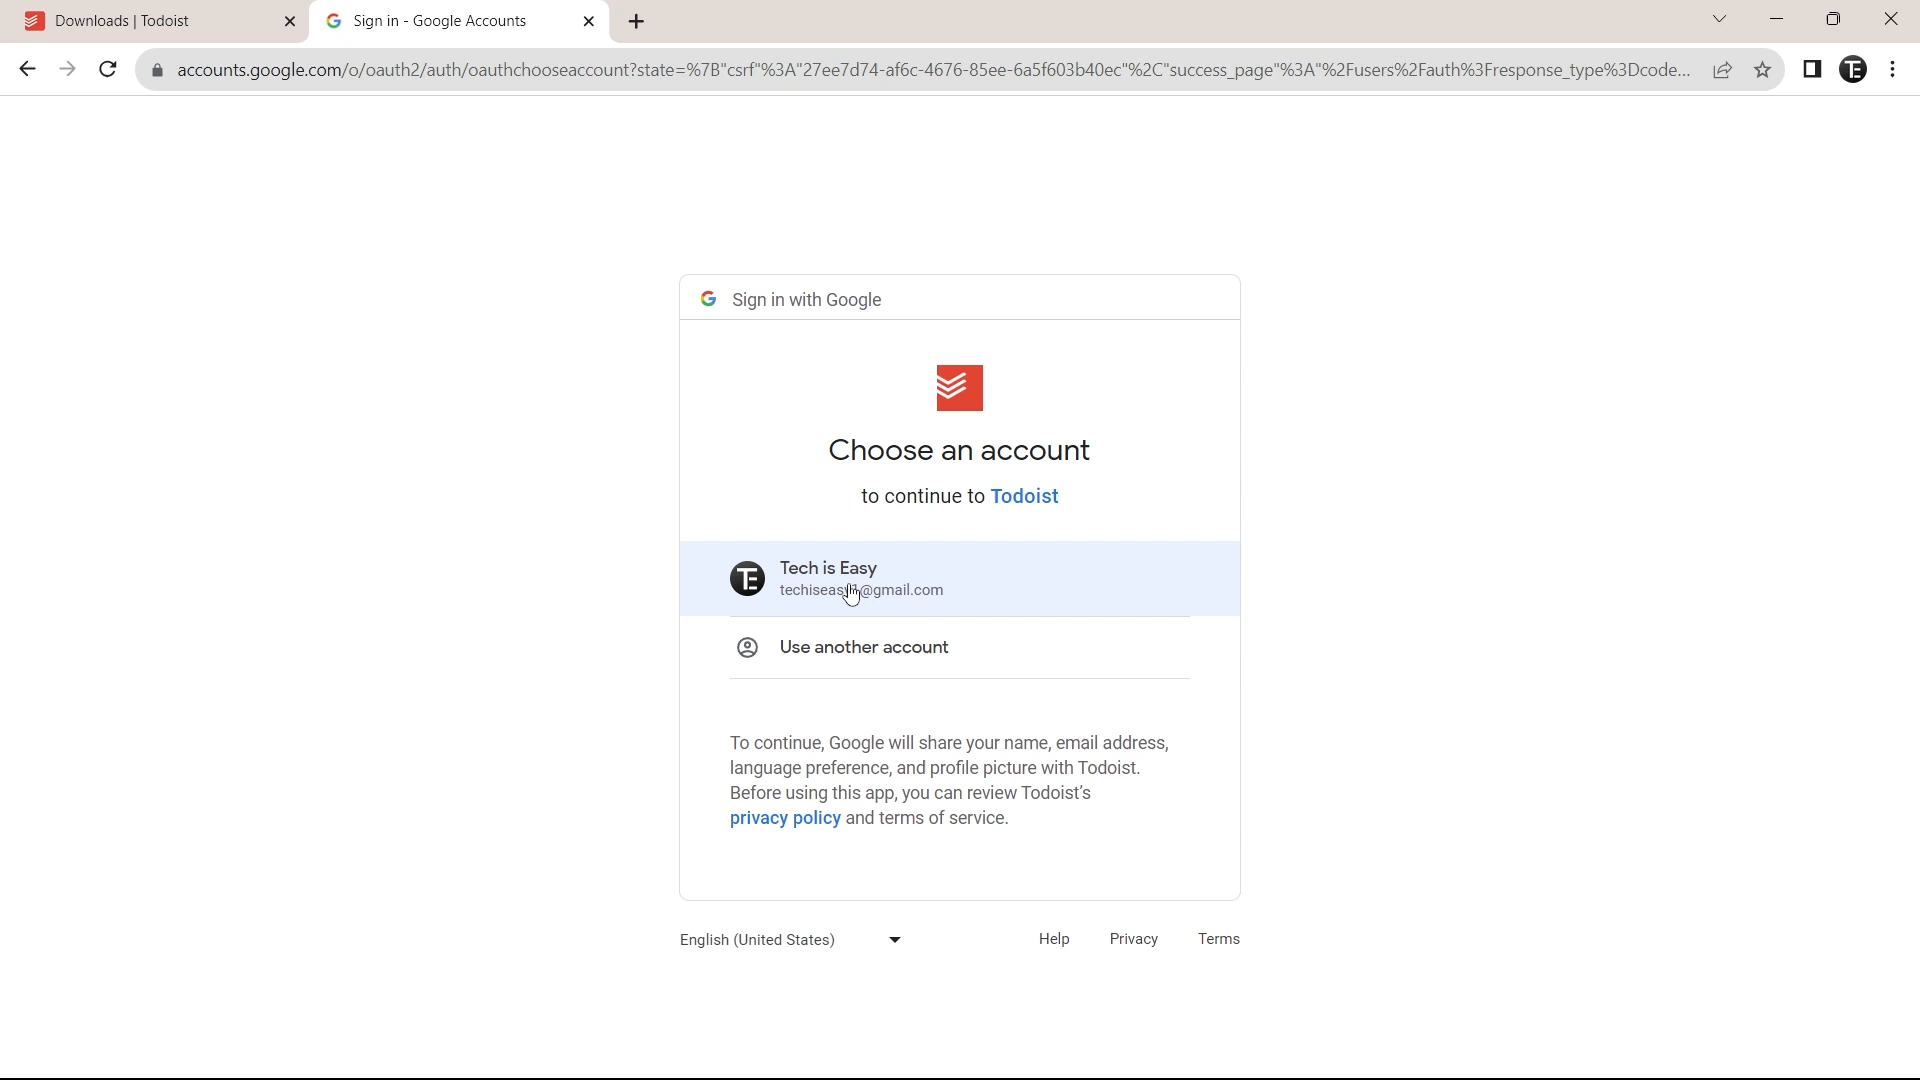 Downloads | Todoist
Sign in - Google Accounts
accounts.google.com/o/oauth2/auth/oauthchooseaccount?state=%7B"csrf"%3A"27ee7d74-af6c-4676-85ee-6a5f603b40ec"%2C"success_page"%3A"%2Fusers%2Fauth%3Fresponse_type%3Dcode...
Sign in with Google
Choose an account
to continue to Todoist
Tech is Easy
@gmail.com
Use another account
To continue, Google will share your name, email address,
language preference, and profile picture with Todoist.
Before using this app, you can review Todoist's
privacy policy and terms of service.
English (United States)
Help
Privacy
Terms